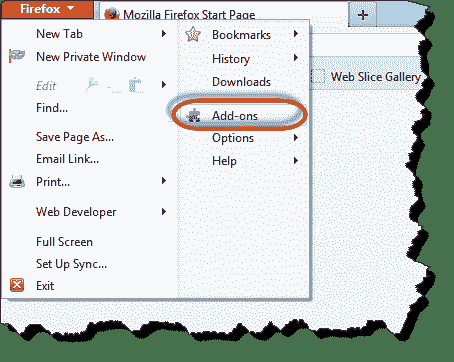 Firefox
Mozilla Firefox Start Page
New Tab
New Private Window
Edit
Find...
Save Page As...
Email Link...
Print...
Web Developer
Full Screen
Set Up Sync...
Exit
Bookmarks
History
Downloads
Add-ons
Options
Help
Web Slice Gallery